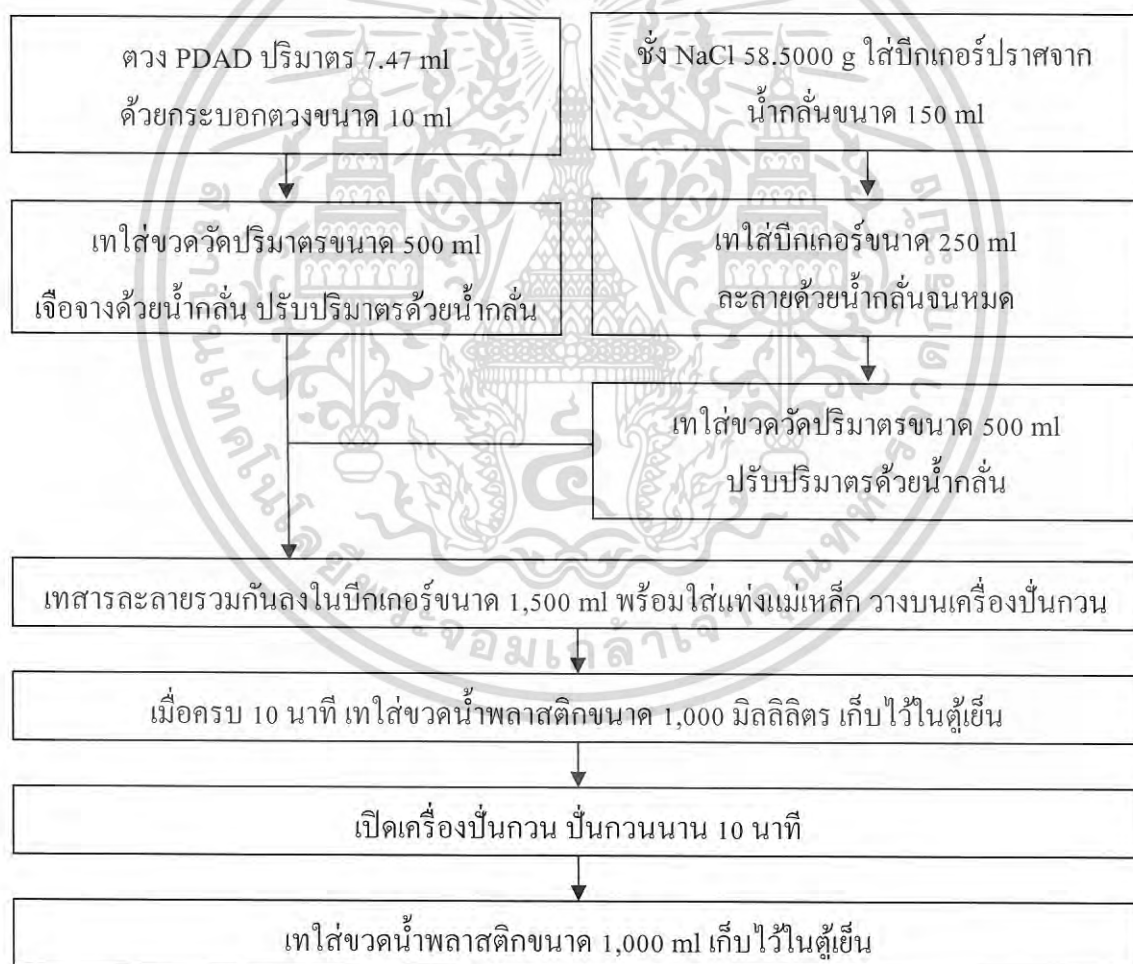 ตวง PDAD ปริมาตร 7.47 ml
ด้วยกระบอกตวงขนาด 10 ml
ชั่ง NaCl 58.5000 g ใส่บีกเกอร์ปราศจาก
น้ำกลั่นขนาด 150 ml
เทใส่ขวดวัดปริมาตรขนาด 500 ml
เจือจางด้วยน้ำกลั่น ปรับปริมาตรด้วยน้ำกลั่น
เทใส่บีกเกอร์ขนาด 250 ml
ละลายด้วยน้ำกลั่นจนหมด
เทใส่ขวดวัดปริมาตรขนาด 500 ml
ปรับปริมาตรด้วยน้ำกลั่น
เทสารละลายรวมกันลงในบีกเกอร์ขนาด 1,500 ml พร้อมใส่แท่งแม่เหล็ก วางบนเครื่องปั่นกวน
เมื่อครบ 10 นาที เทใส่ขวดน้ำพลาสติกขนาด 1,000 มิลลิลิตร เก็บไว้ในตู้เย็น
เปิดเครื่องปั่นกวน ปั่นกวนนาน 10 นาที
เทใส่ขวดน้ำพลาสติกขนาด 1,000 ml เก็บไว้ในตู้เย็น